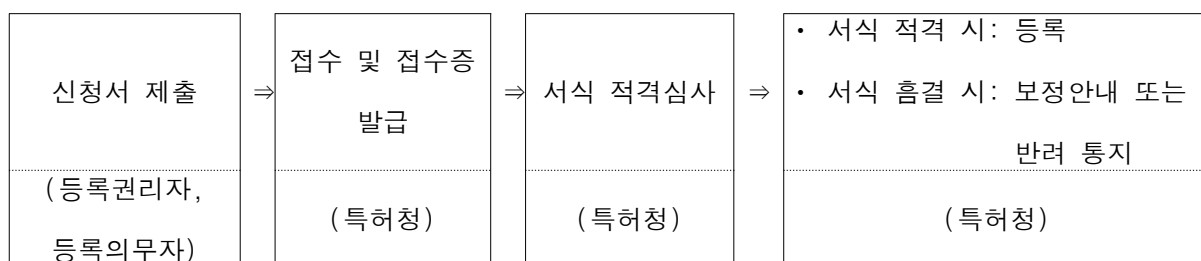 신청서 제출
⇒
접수 및 접수증
발급
⇒
서식 적격심사
⇒
• 서식 적격 시: 등록
• 서식 흠결 시: 보정안내 또는
반려 통지
(등록권리자,
등록의무자)
(특허청)
(특허청)
(특허청)